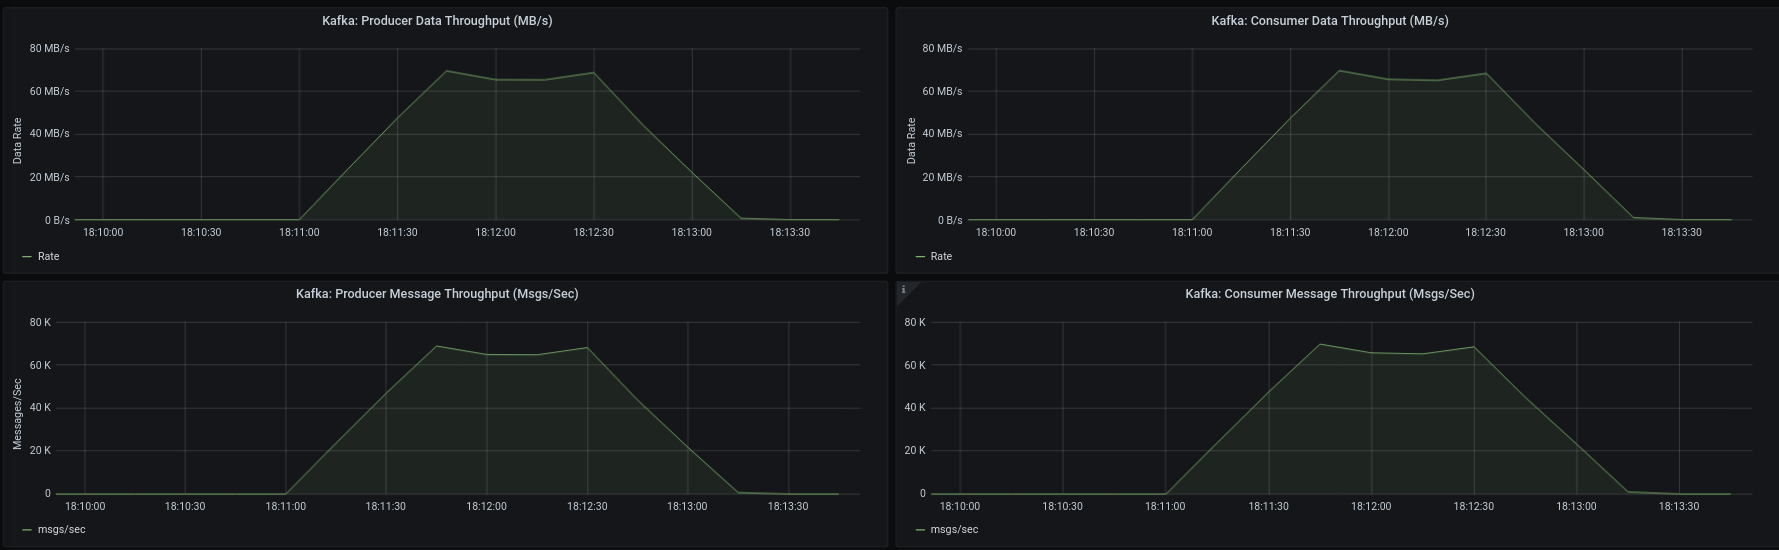 Kafka: Producer Data Throughput (MB/s)
80 MB/s
60 MB/s
40 MB/s
20 MB/s
0 B/s
Data Rate
18:10:00 18:10:30 18:11:00 18:11:30 18:12:00 18:12:30 18:13:00 18:13:30
Rate
Kafka: Consumer Data Throughput (MB/s)
80 MB/s
60 MB/s
40 MB/s
20 MB/s
0 B/s
Data Rate
18:10:00 18:10:30 18:11:00 18:11:30 18:12:00 18:12:30 18:13:00 18:13:30
Rate
Kafka: Producer Message Throughput (Msgs/Sec)
80 K
60 K
40 K
20 K
0
Messages/Sec
18:10:00 18:10:30 18:11:00 18:11:30 18:12:00 18:12:30 18:13:00 18:13:30
msgs/sec
i
Kafka: Consumer Message Throughput (Msgs/Sec)
80 K
60 K
40 K
20 K
0
18:10:00 18:10:30 18:11:00 18:11:30 18:12:00 18:12:30 18:13:00 18:13:30
msgs/sec